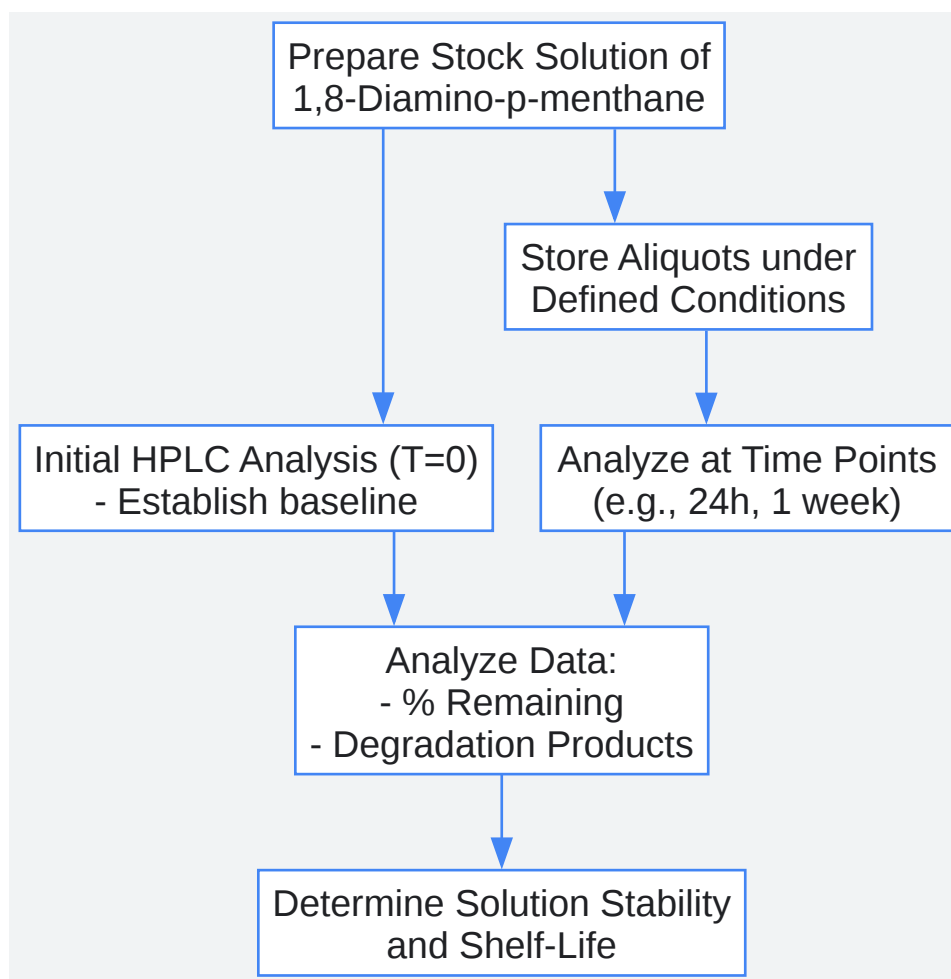 Prepare Stock Solution of
1,8-Diamino-p-menthane
Store Aliquots under
Defined Conditions
Initial HPLC Analysis (T=0)
- Establish baseline
Analyze at Time Points
(e.g., 24h, 1 week)
Analyze Data:
- % Remaining
- Degradation Products
Determine Solution Stability
and Shelf-Life